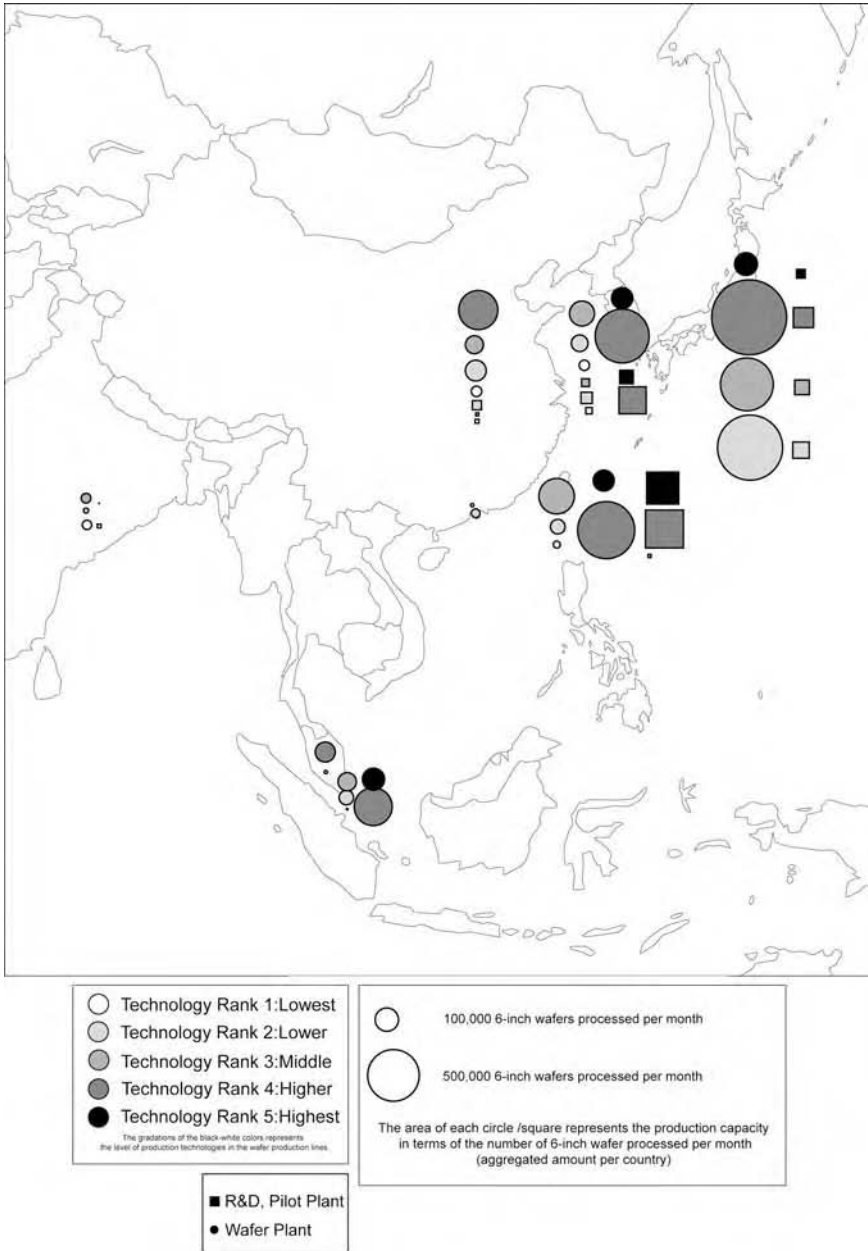 Technology Rank 1:Lowest
Technology Rank 2:Lower
Technology Rank 3:Middle
Technology Rank 4:Higher
Technology Rank 5:Highest
The gradations of the black-white colors represents
the level of production technologies in the wafer production lines
100,000 6-inch wafers processed per month
500,000 6-inch wafers processed per month
The area of each circle /square represents the production capacity
in terms of the number of 6-inch wafer processed per month
(aggregated amount per country)
R&D, Pilot Plant
Wafer Plant